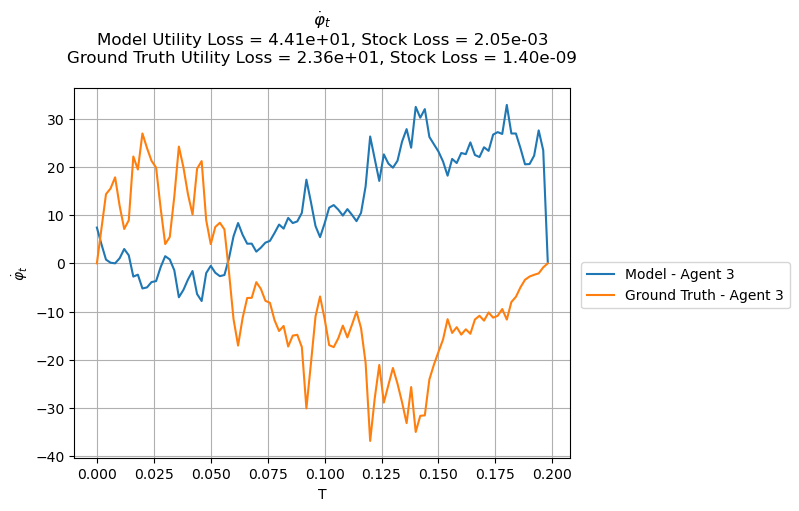 φ̇ₜ
Model Utility Loss = 4.41e+01, Stock Loss = 2.05e-03
Ground Truth Utility Loss = 2.36e+01, Stock Loss = 1.40e-09
30
20
10
0
−10
−20
−30
−40
φ̇ₜ
0.000 0.025 0.050 0.075 0.100 0.125 0.150 0.175 0.200
T
Model - Agent 3
Ground Truth - Agent 3